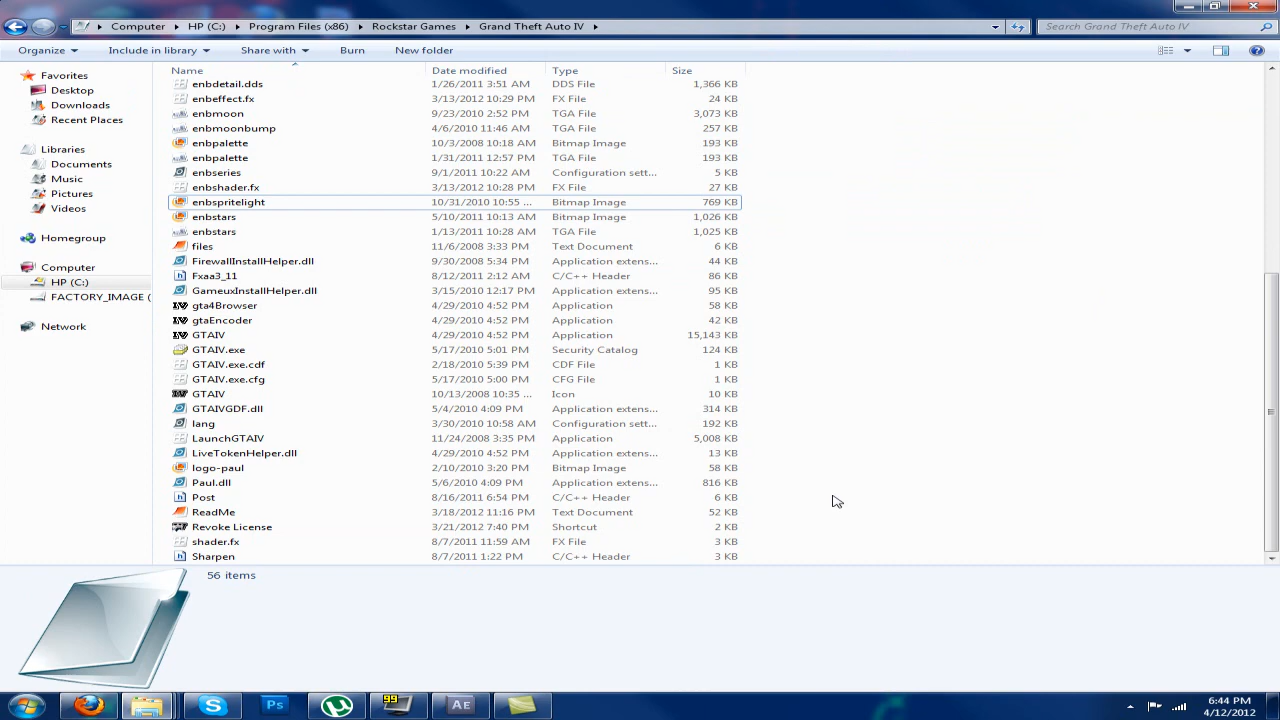 Computer HP (C:) Program Files (x86) Rockstar Games Grand Theft Auto IV Search Grand Theft Auto IV
Organize Include in library Share with Burn New folder
Name Date modified Type Size
Favorites
Desktop
Downloads
Recent Places
Libraries
Documents
Music
Pictures
Videos
Homegroup
Computer
HP (C:)
FACTORY_IMAGE (
Network
enbdetail.dds 1/26/2011 3:51 AM DDS File 1,366 KB
enbeffect.fx 3/13/2012 10:29 PM FX File 24 KB
enbmoon 9/23/2010 2:52 PM TGA File 3,073 KB
enbmoonbump 4/6/2010 11:46 AM TGA File 257 KB
enbpalette 10/3/2008 10:18 AM Bitmap Image 193 KB
enbpalette 1/31/2011 12:57 PM TGA File 193 KB
enbseries 9/1/2011 10:22 AM Configuration sett... 5 KB
enbshader.fx 3/13/2012 10:28 PM FX File 27 KB
enbspritelight 10/31/2010 10:55 ... Bitmap Image 769 KB
enbstars 5/10/2011 10:13 AM Bitmap Image 1,026 KB
enbstars 1/13/2011 10:28 AM TGA File 1,025 KB
files 11/6/2008 3:33 PM Text Document 6 KB
FirewallInstallHelper.dll 9/30/2008 5:34 PM Application extens... 44 KB
Fxaa3_11 8/12/2011 2:12 AM C/C++ Header 86 KB
GameuxInstallHelper.dll 3/15/2010 12:17 PM Application extens... 95 KB
gta4Browser 4/29/2010 4:52 PM Application 58 KB
gtaEncoder 4/29/2010 4:52 PM Application 42 KB
GTAIV 4/29/2010 4:52 PM Application 15,143 KB
GTAIV.exe 5/17/2010 5:01 PM Security Catalog 124 KB
GTAIV.exe.cdf 2/18/2010 5:39 PM CDF File 1 KB
GTAIV.exe.cfg 5/17/2010 5:00 PM CFG File 1 KB
GTAIV 10/13/2008 10:35 ... Icon 10 KB
GTAIVGDF.dll 5/4/2010 4:09 PM Application extens... 314 KB
lang 3/30/2010 10:58 AM Configuration sett... 192 KB
LaunchGTAIV 11/24/2008 3:35 PM Application 5,008 KB
LiveTokenHelper.dll 4/29/2010 4:52 PM Application extens... 13 KB
logo-paul 2/10/2010 3:20 PM Bitmap Image 58 KB
Paul.dll 5/6/2010 4:09 PM Application extens... 816 KB
Post 8/16/2011 6:54 PM C/C++ Header 6 KB
ReadMe 3/18/2012 11:16 PM Text Document 52 KB
Revoke License 3/21/2012 7:40 PM Shortcut 2 KB
shader.fx 8/7/2011 11:59 AM FX File 3 KB
Sharpen 8/7/2011 1:22 PM C/C++ Header 3 KB
56 items
Ps 99 Ae
6:44 PM
4/12/2012